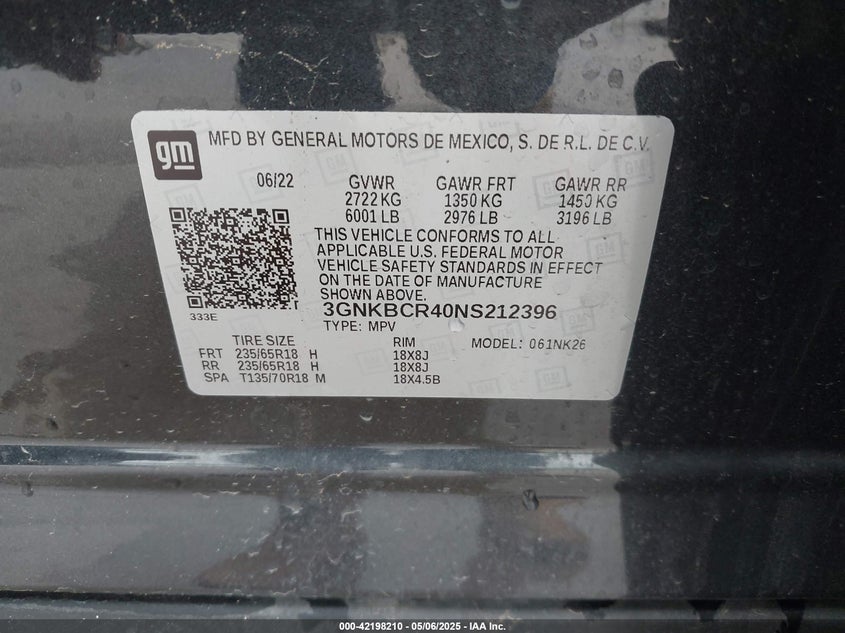 gm
MFD BY GENERAL MOTORS DE MEXICO, S. DE R.L. DE C.V.
06/22 GVWR GAWR FRT GAWR RR
2722 KG 1350 KG 1450 KG
6001 LB 2976 LB 3196 LB
THIS VEHICLE CONFORMS TO ALL
APPLICABLE U.S. FEDERAL MOTOR
VEHICLE SAFETY STANDARDS IN EFFECT
ON THE DATE OF MANUFACTURE
SHOWN ABOVE.
333E
3GNKBCR40NS212396
TYPE: MPV
TIRE SIZE RIM MODEL: 061NK26
FRT 235/65R18 H 18X8J
RR 235/65R18 H 18X8J
SPA T135/70R18 M 18X4.5B
000-42198210 - 05/06/2025 - IAA Inc.